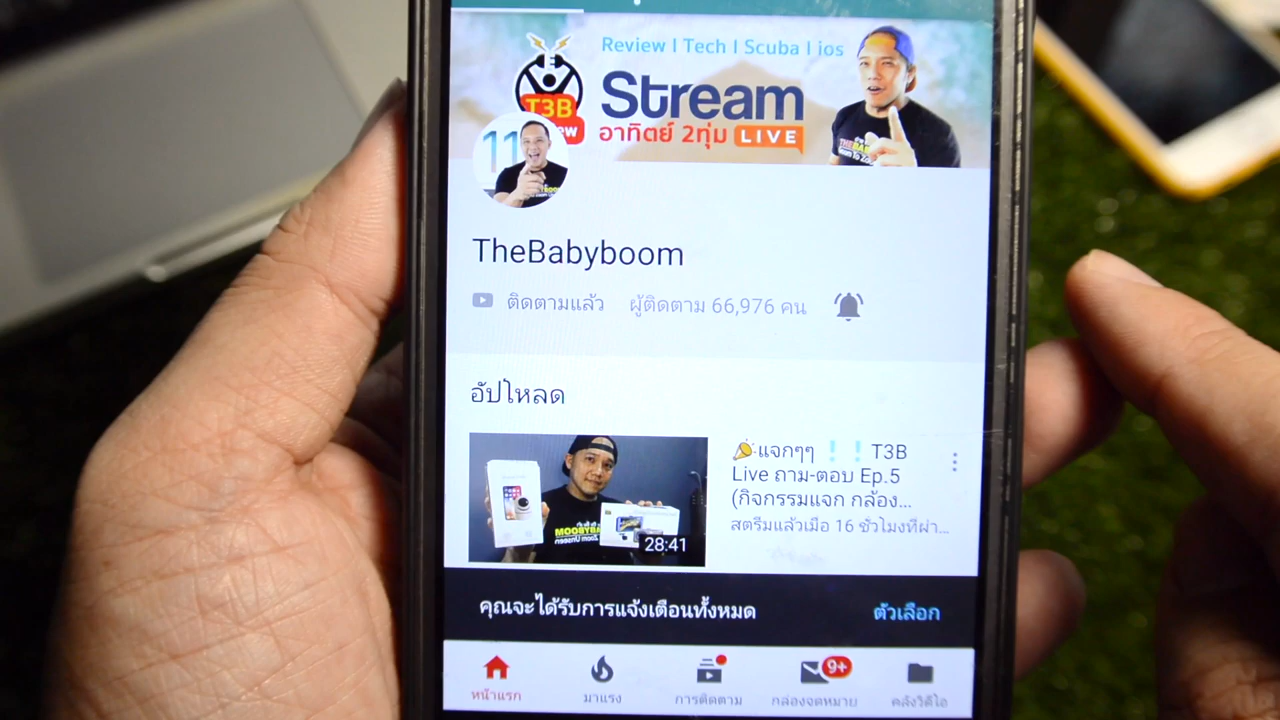 Review | Tech | Scuba | ios
T3B
Stream
อาทิตย์ 2ทุ่ม LIVE
11
TheBabyboom
ติดตามแล้ว ผู้ติดตาม 66,976 คน
อัปโหลด
🎉แจกๆๆ ❕❕ T3B
Live ถาม-ตอบ Ep.5
(กิจกรรมแจก กล้อง...
สตรีมแล้วเมื่อ 16 ชั่วโมงที่ผ่า...
28:41
คุณจะได้รับการแจ้งเตือนทั้งหมด ตัวเลือก
9+
หน้าแรก มาแรง การติดตาม กล่องจดหมาย คลังวิดีโอ